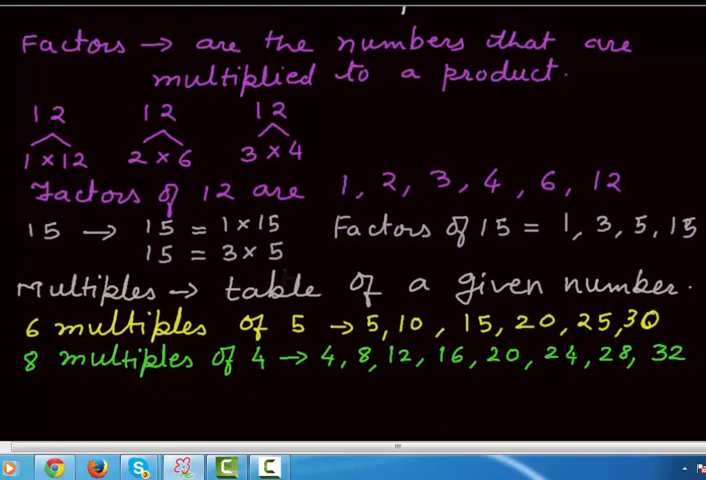 Factors → are the numbers that are
multiplied to a product.
12 12 12
1 x 12 2 x 6 3 x 4
Factors of 12 are 1, 2, 3, 4, 6, 12
15 → 15 = 1 x 15 Factors of 15 = 1, 3, 5, 15
15 = 3 x 5
Multiples → table of a given number.
6 multiples of 5 → 5, 10, 15, 20, 25, 30
8 multiples of 4 → 4, 8, 12, 16, 20, 24, 28, 32